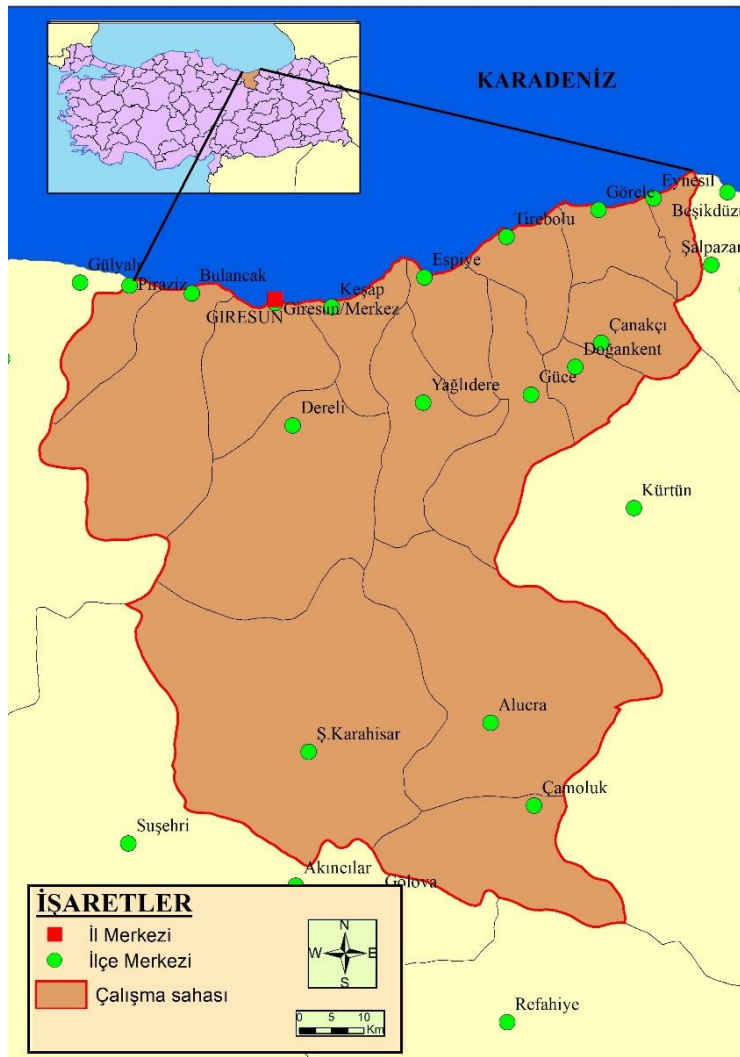 KARADENİZ
Eynesil
Görele
Beşikdüzü
Tirebolu
Şalpazarı
Gülyalı
Espiye
Piraziz
Bulancak
Keşap
GİRESUN
Giresun/Merkez
Çanakçı
Doğankent
Yağlıdere
Güce
Dereli
Kürtün
Alucra
Ş.Karahisar
Çamoluk
Suşehri
Akıncılar
Gölova
İŞARETLER
İl Merkezi
İlçe Merkezi
Çalışma sahası
N
W E
S
0 5 10
Km
Refahiye